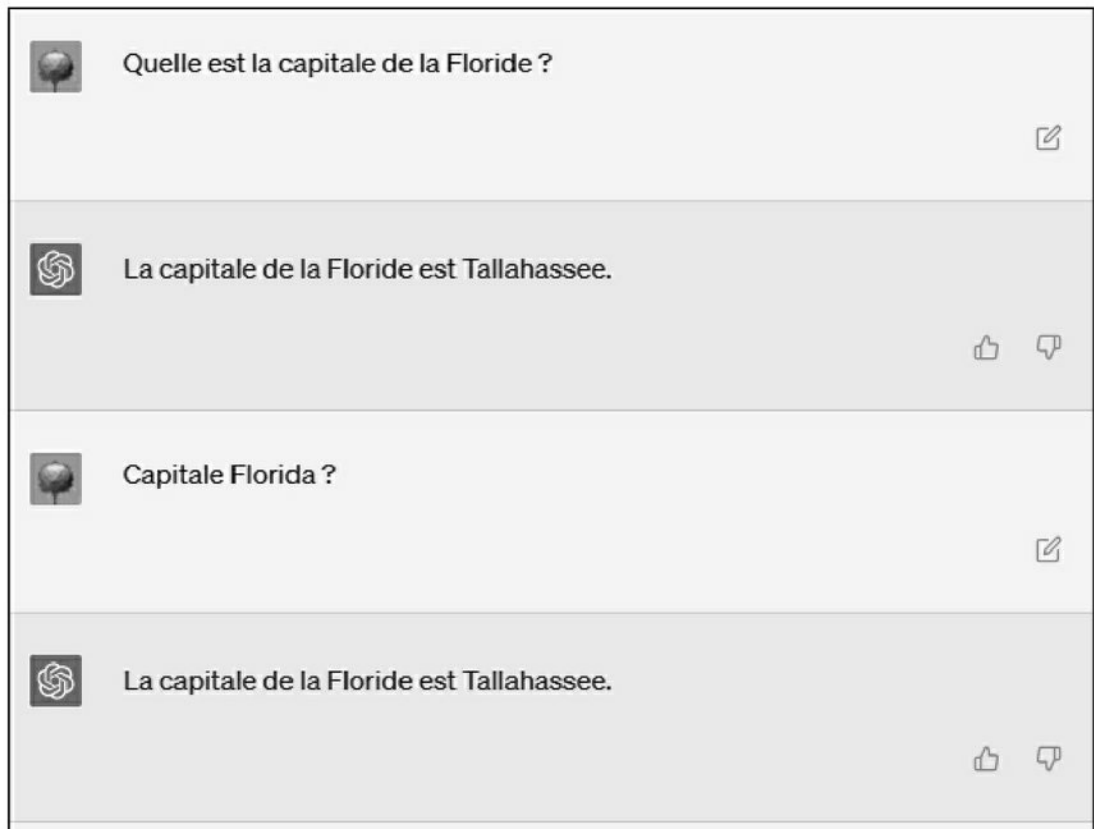 Quelle est la capitale de la Floride ?
La capitale de la Floride est Tallahassee.
Capitale Florida ?
La capitale de la Floride est Tallahassee.